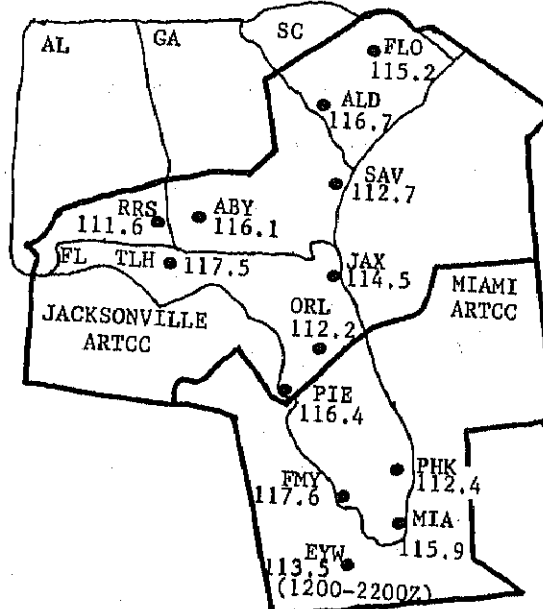 AL
GA
SC
FLO
115.2
ALD
116.7
SAV
112.7
RRS
111.6
ABY
116.1
FL
TLH
117.5
JAX
114.5
JACKSONVILLE
ARTCC
MIAMI
ARTCC
ORL
112.2
PIE
116.4
FMY
117.6
PHK
112.4
MIA
115.9
EYW
113.5
(1200-2200Z)